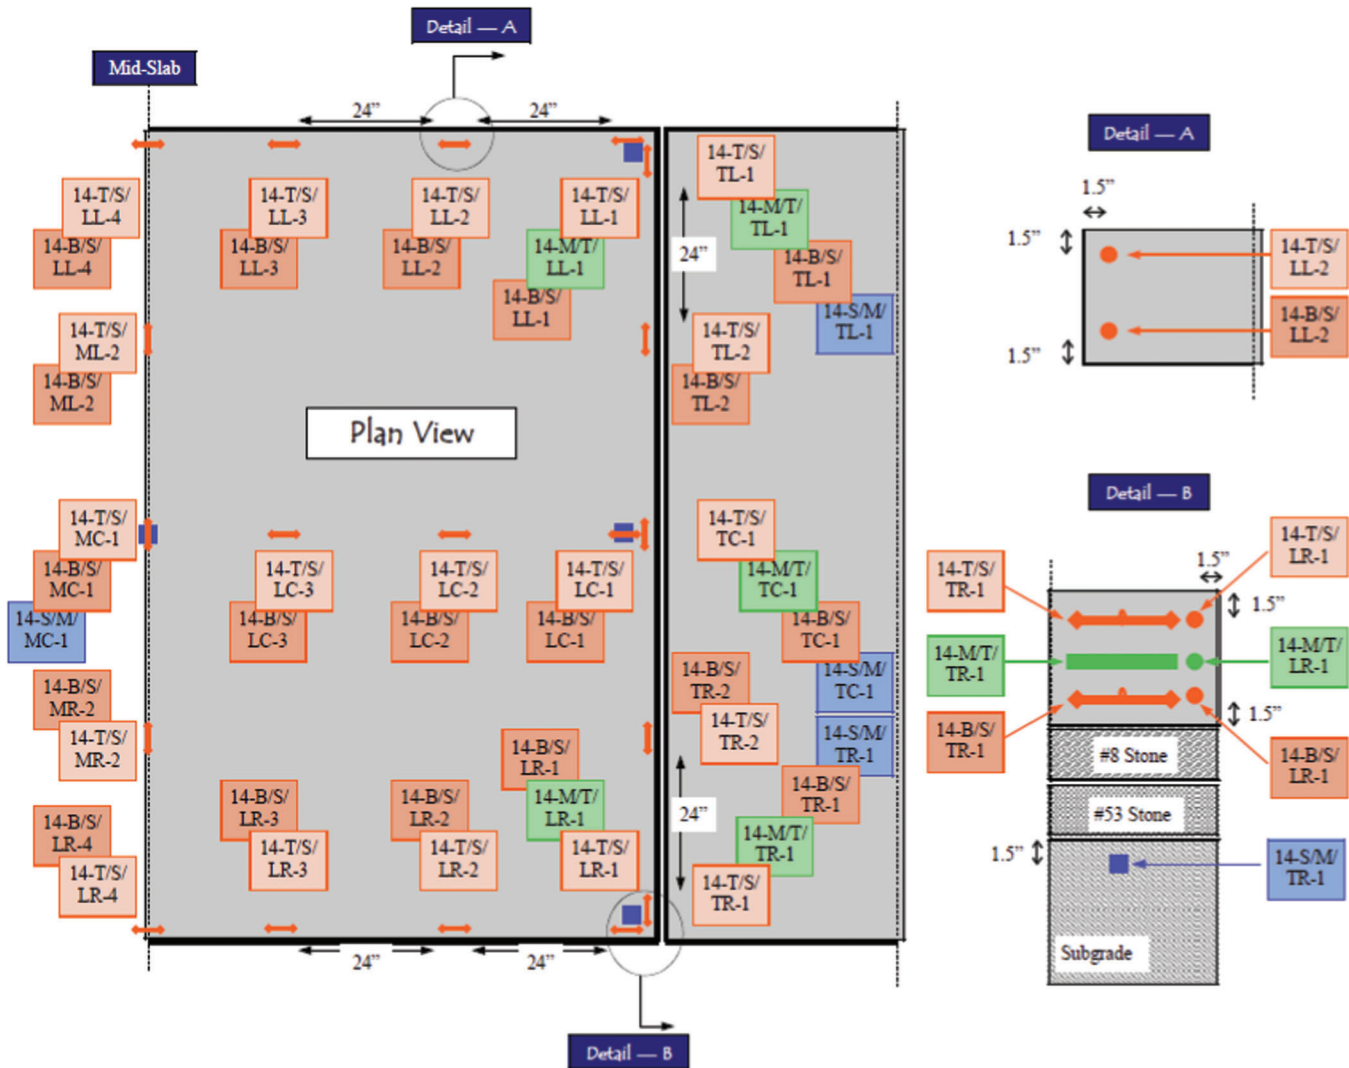 Detail — A
Mid-Slab
24”
24”
14-T/S/
LL-4
14-B/S/
LL-4
14-T/S/
LL-3
14-B/S/
LL-3
14-T/S/
LL-2
14-B/S/
LL-2
14-T/S/
LL-1
14-M/T/
LL-1
14-B/S/
LL-1
14-T/S/
ML-2
14-B/S/
ML-2
Plan View
14-T/S/
MC-1
14-B/S/
MC-1
14-S/M/
MC-1
14-T/S/
LC-3
14-B/S/
LC-3
14-T/S/
LC-2
14-B/S/
LC-2
14-T/S/
LC-1
14-B/S/
LC-1
14-B/S/
MR-2
14-T/S/
MR-2
14-B/S/
LR-4
14-T/S/
LR-4
14-B/S/
LR-3
14-T/S/
LR-3
14-B/S/
LR-2
14-T/S/
LR-2
14-B/S/
LR-1
14-M/T/
LR-1
14-T/S/
LR-1
24”
24”
Detail — B
14-T/S/
TL-1
14-M/T/
TL-1
14-B/S/
TL-1
14-S/M/
TL-1
24”
14-T/S/
TL-2
14-B/S/
TL-2
14-T/S/
TC-1
14-M/T/
TC-1
14-B/S/
TC-1
14-S/M/
TC-1
14-B/S/
TR-2
14-T/S/
TR-2
14-S/M/
TR-1
14-B/S/
TR-1
24”
14-M/T/
TR-1
14-T/S/
TR-1
Detail — A
1.5”
1.5”
1.5”
14-T/S/
LL-2
14-B/S/
LL-2
Detail — B
14-T/S/
TR-1
14-M/T/
TR-1
14-B/S/
TR-1
1.5”
1.5”
1.5”
14-T/S/
LR-1
14-M/T/
LR-1
14-B/S/
LR-1
#8 Stone
#53 Stone
1.5”
14-S/M/
TR-1
Subgrade